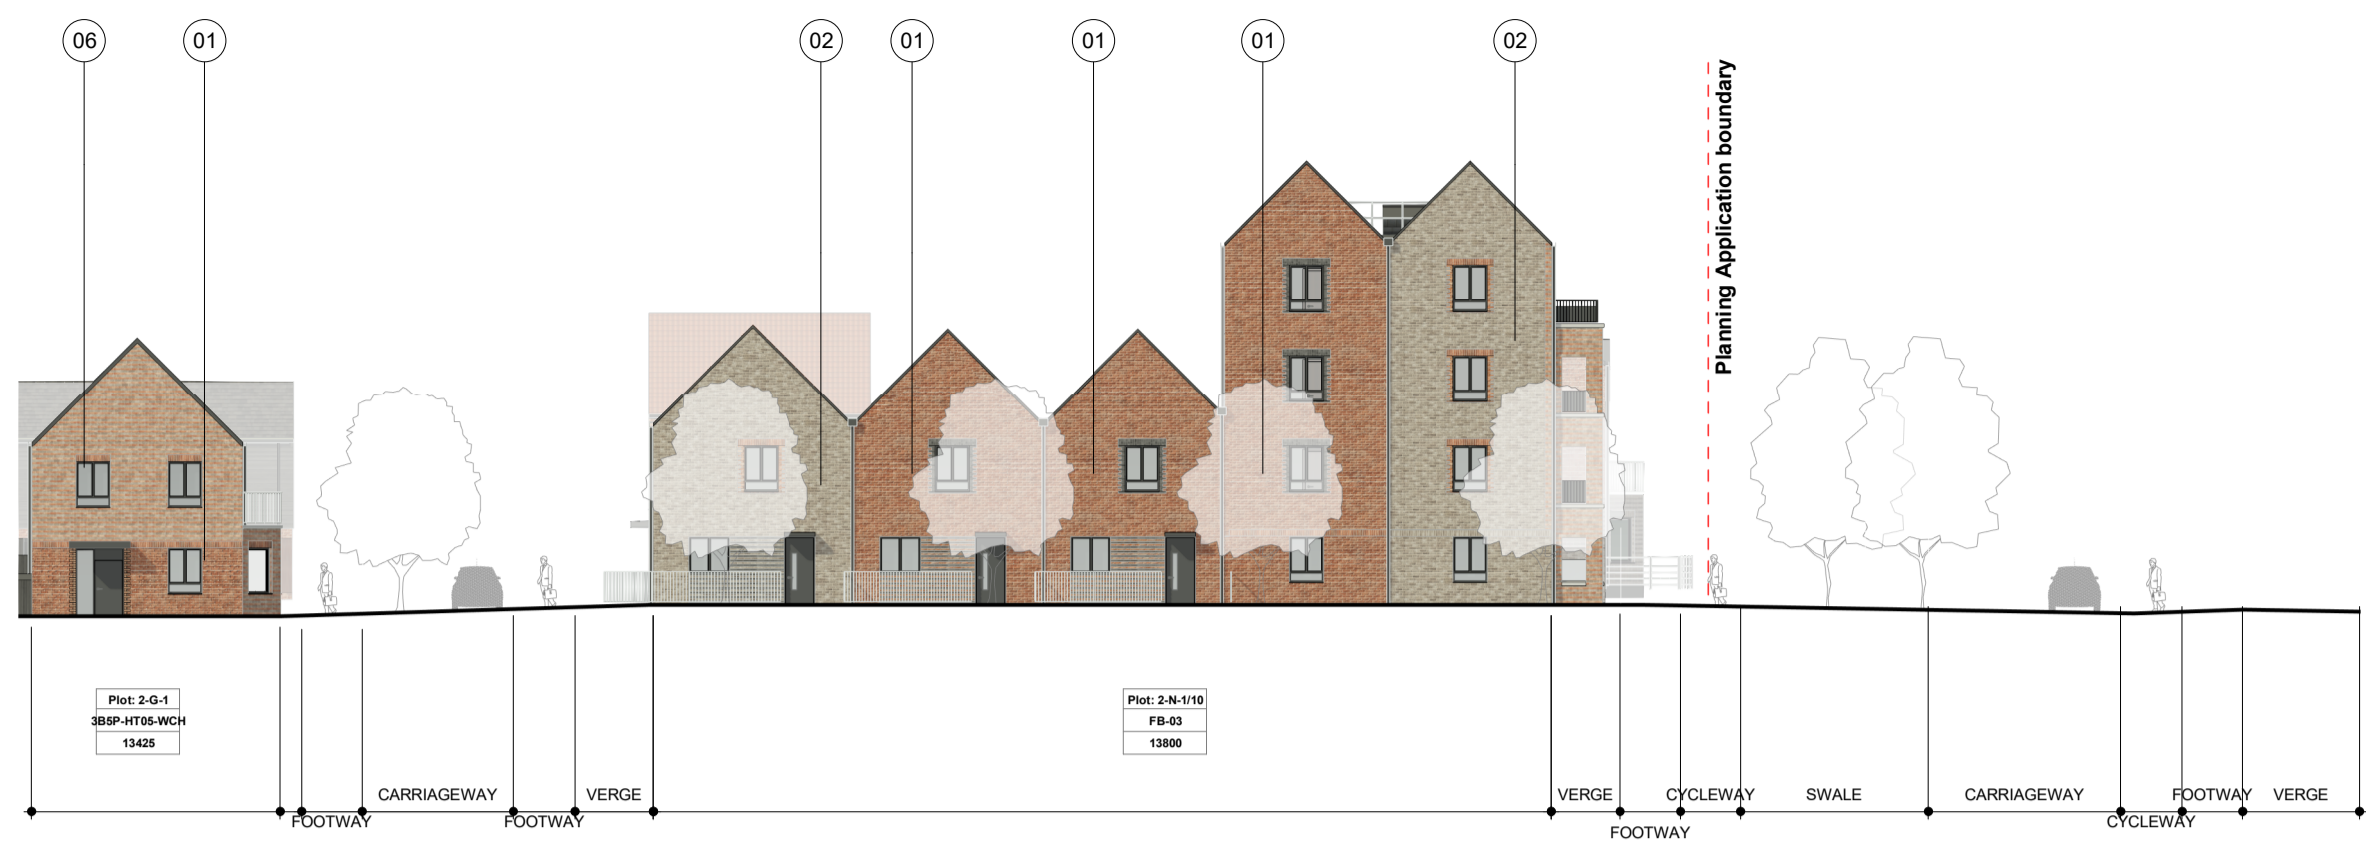 06
01
02
01
01
01
02
Planning Application boundary
Plot: 2-G-1
3B5P-HT05-WCH
13425
Plot: 2-N-1/10
FB-03
13800
FOOTWAY
CARRIAGEWAY
FOOTWAY
VERGE
VERGE
FOOTWAY
CYCLEWAY
SWALE
CARRIAGEWAY
CYCLEWAY
FOOTWAY
VERGE